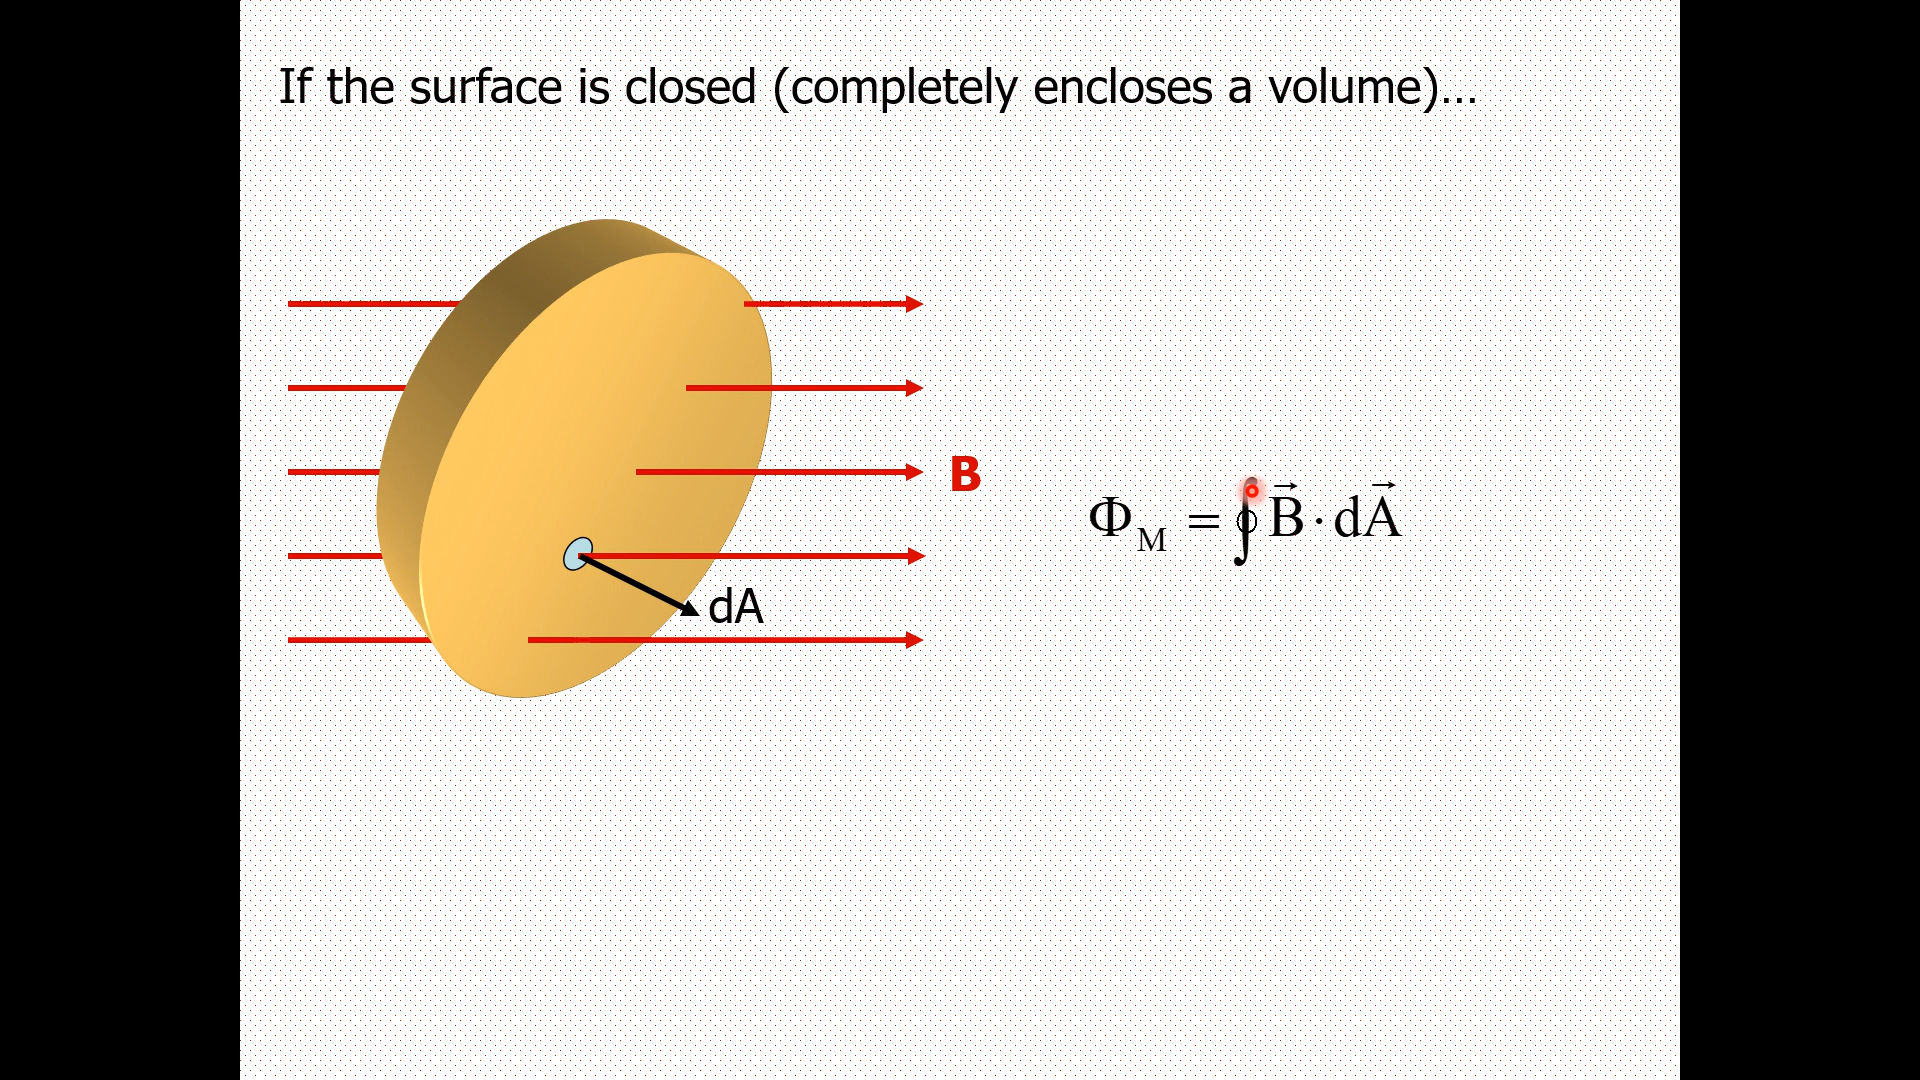 If the surface is closed (completely encloses a volume)…
B
Φ_M = ∮ B⃗ · dA⃗
dA